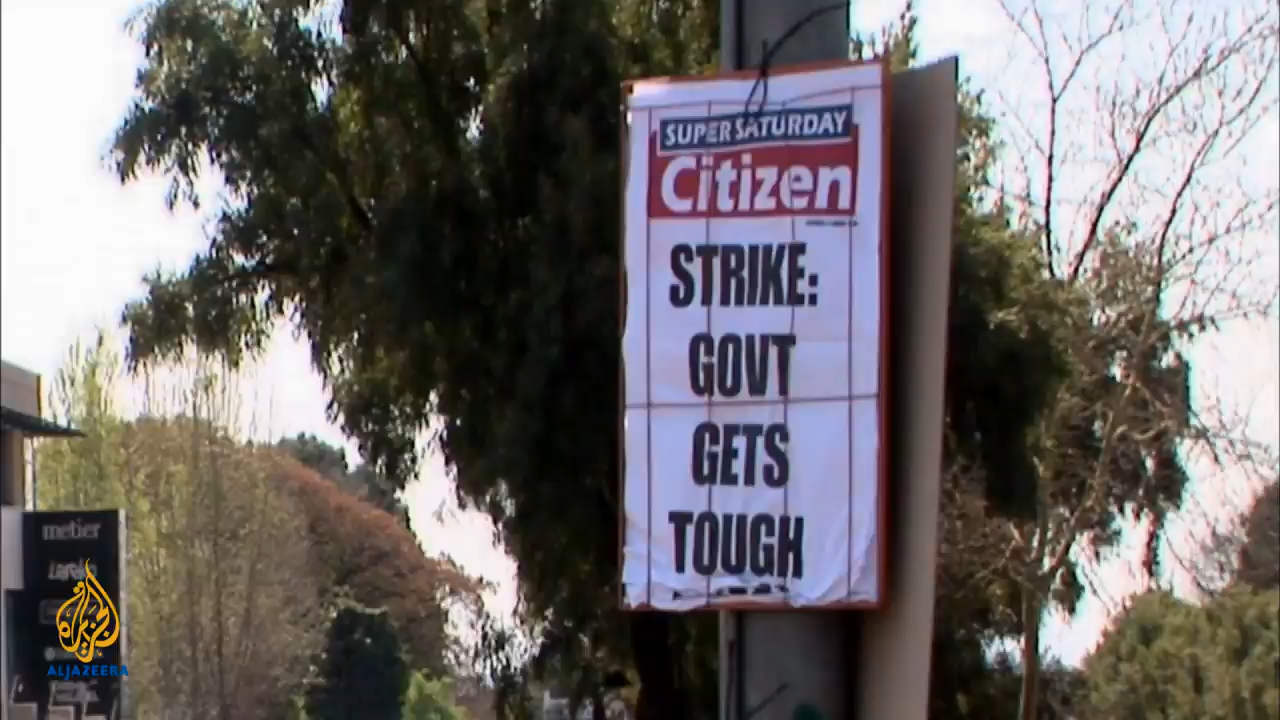 SUPER SATURDAY
Citizen
STRIKE:
GOVT
GETS
TOUGH
metier
ALJAZEERA